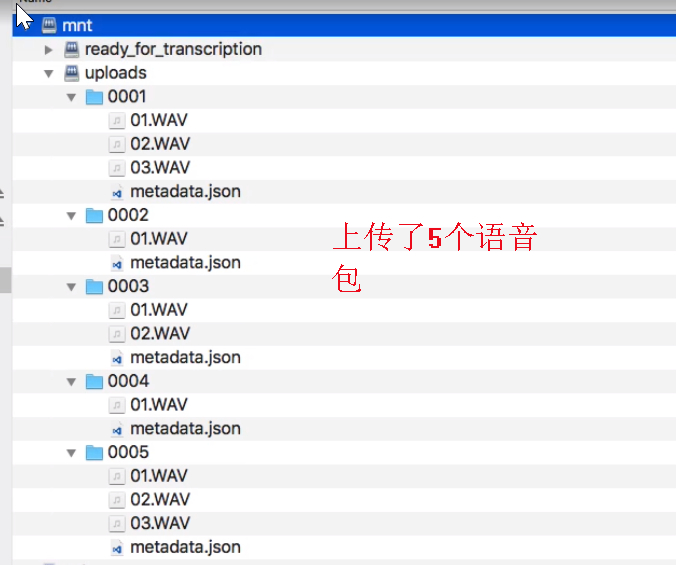 mnt
ready_for_transcription
uploads
0001
01.WAV
02.WAV
03.WAV
metadata.json
0002
01.WAV
metadata.json
0003
01.WAV
02.WAV
metadata.json
0004
01.WAV
metadata.json
0005
01.WAV
02.WAV
03.WAV
metadata.json
上传了5个语音
包